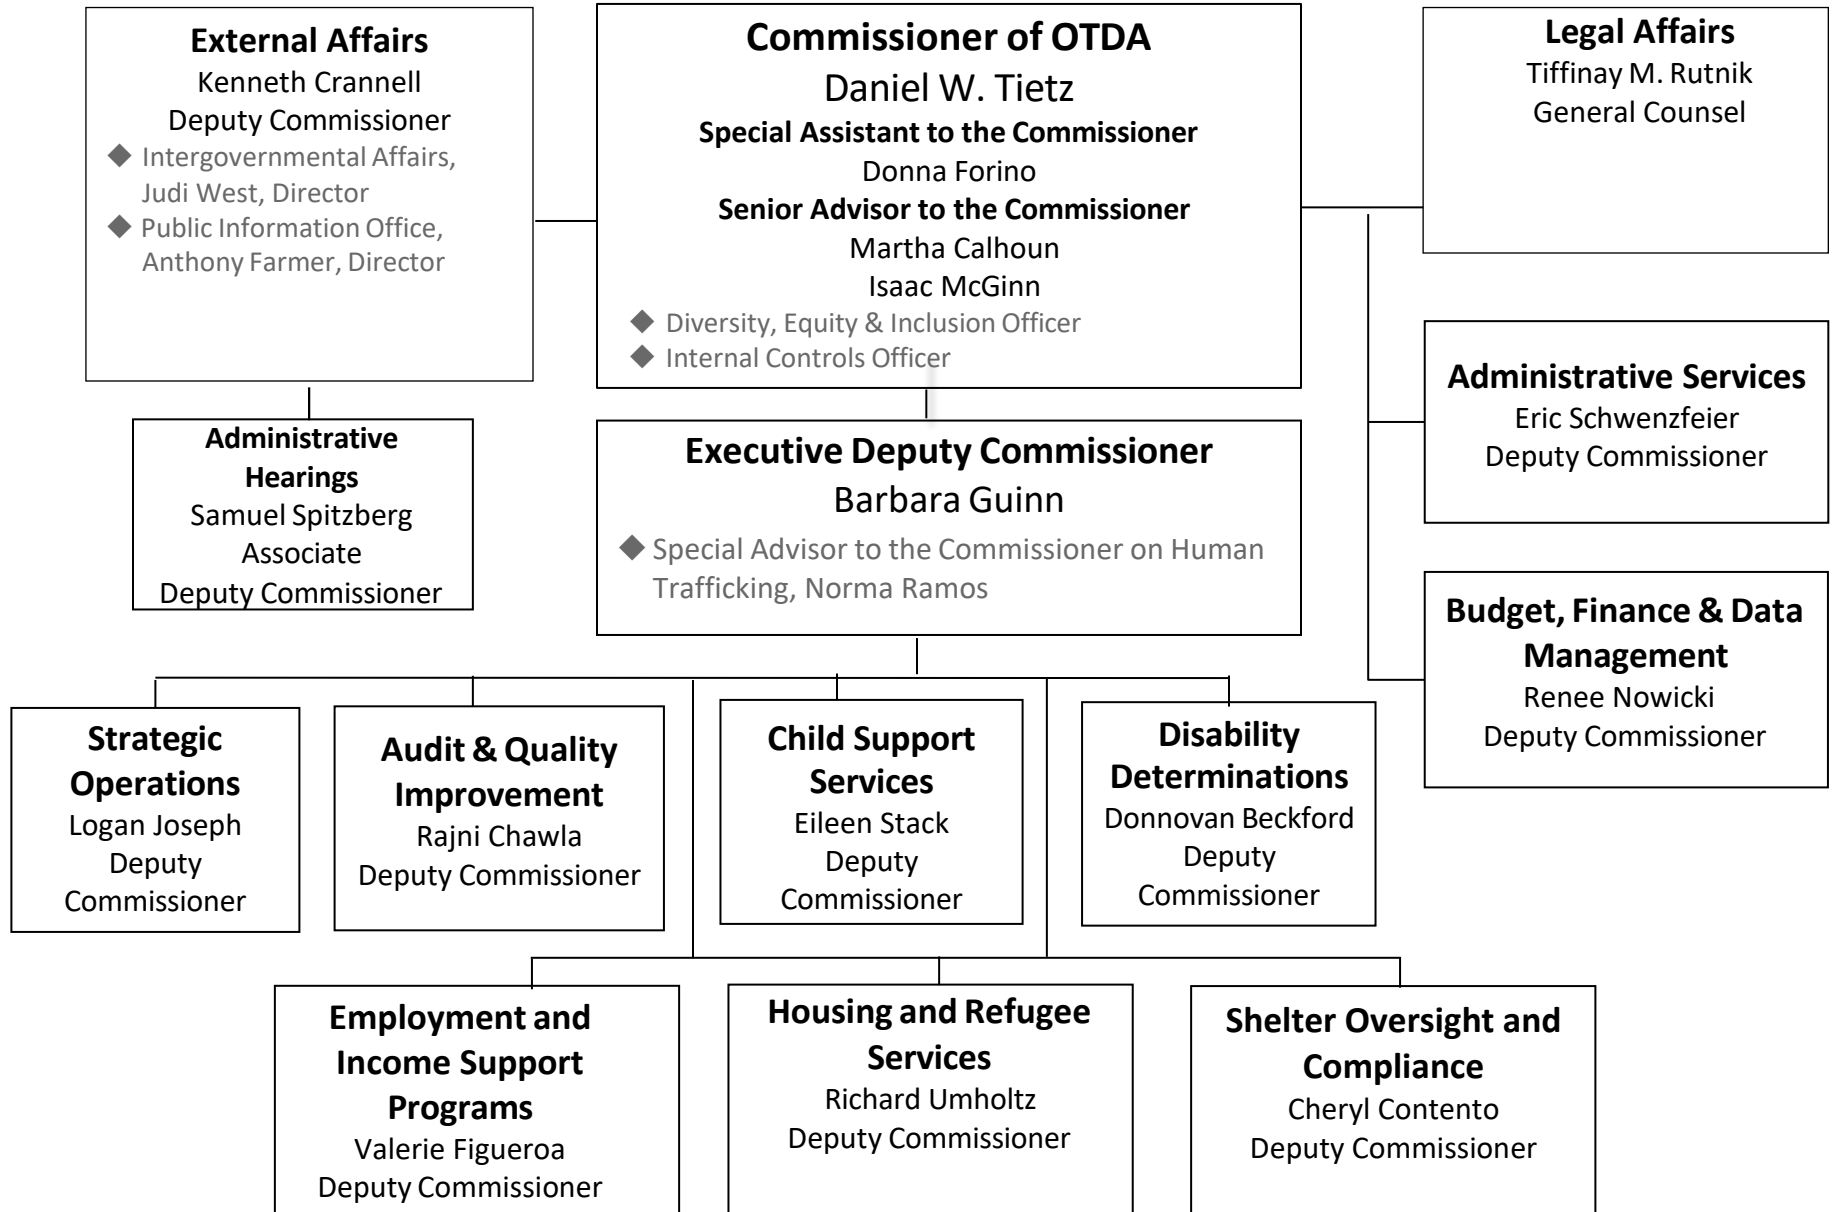 External Affairs
Kenneth Crannell
Deputy Commissioner
◆ Intergovernmental Affairs,
Judi West, Director
◆ Public Information Office,
Anthony Farmer, Director
Commissioner of OTDA
Daniel W. Tietz
Special Assistant to the Commissioner
Donna Forino
Senior Advisor to the Commissioner
Martha Calhoun
Isaac McGinn
◆ Diversity, Equity & Inclusion Officer
◆ Internal Controls Officer
Legal Affairs
Tiffinay M. Rutnik
General Counsel
Administrative
Hearings
Samuel Spitzberg
Associate
Deputy Commissioner
Executive Deputy Commissioner
Barbara Guinn
◆ Special Advisor to the Commissioner on Human
Trafficking, Norma Ramos
Administrative Services
Eric Schwenzfeier
Deputy Commissioner
Budget, Finance & Data
Management
Renee Nowicki
Deputy Commissioner
Strategic
Operations
Logan Joseph
Deputy
Commissioner
Audit & Quality
Improvement
Rajni Chawla
Deputy Commissioner
Child Support
Services
Eileen Stack
Deputy
Commissioner
Disability
Determinations
Donnovan Beckford
Deputy
Commissioner
Employment and
Income Support
Programs
Valerie Figueroa
Deputy Commissioner
Housing and Refugee
Services
Richard Umholtz
Deputy Commissioner
Shelter Oversight and
Compliance
Cheryl Contento
Deputy Commissioner